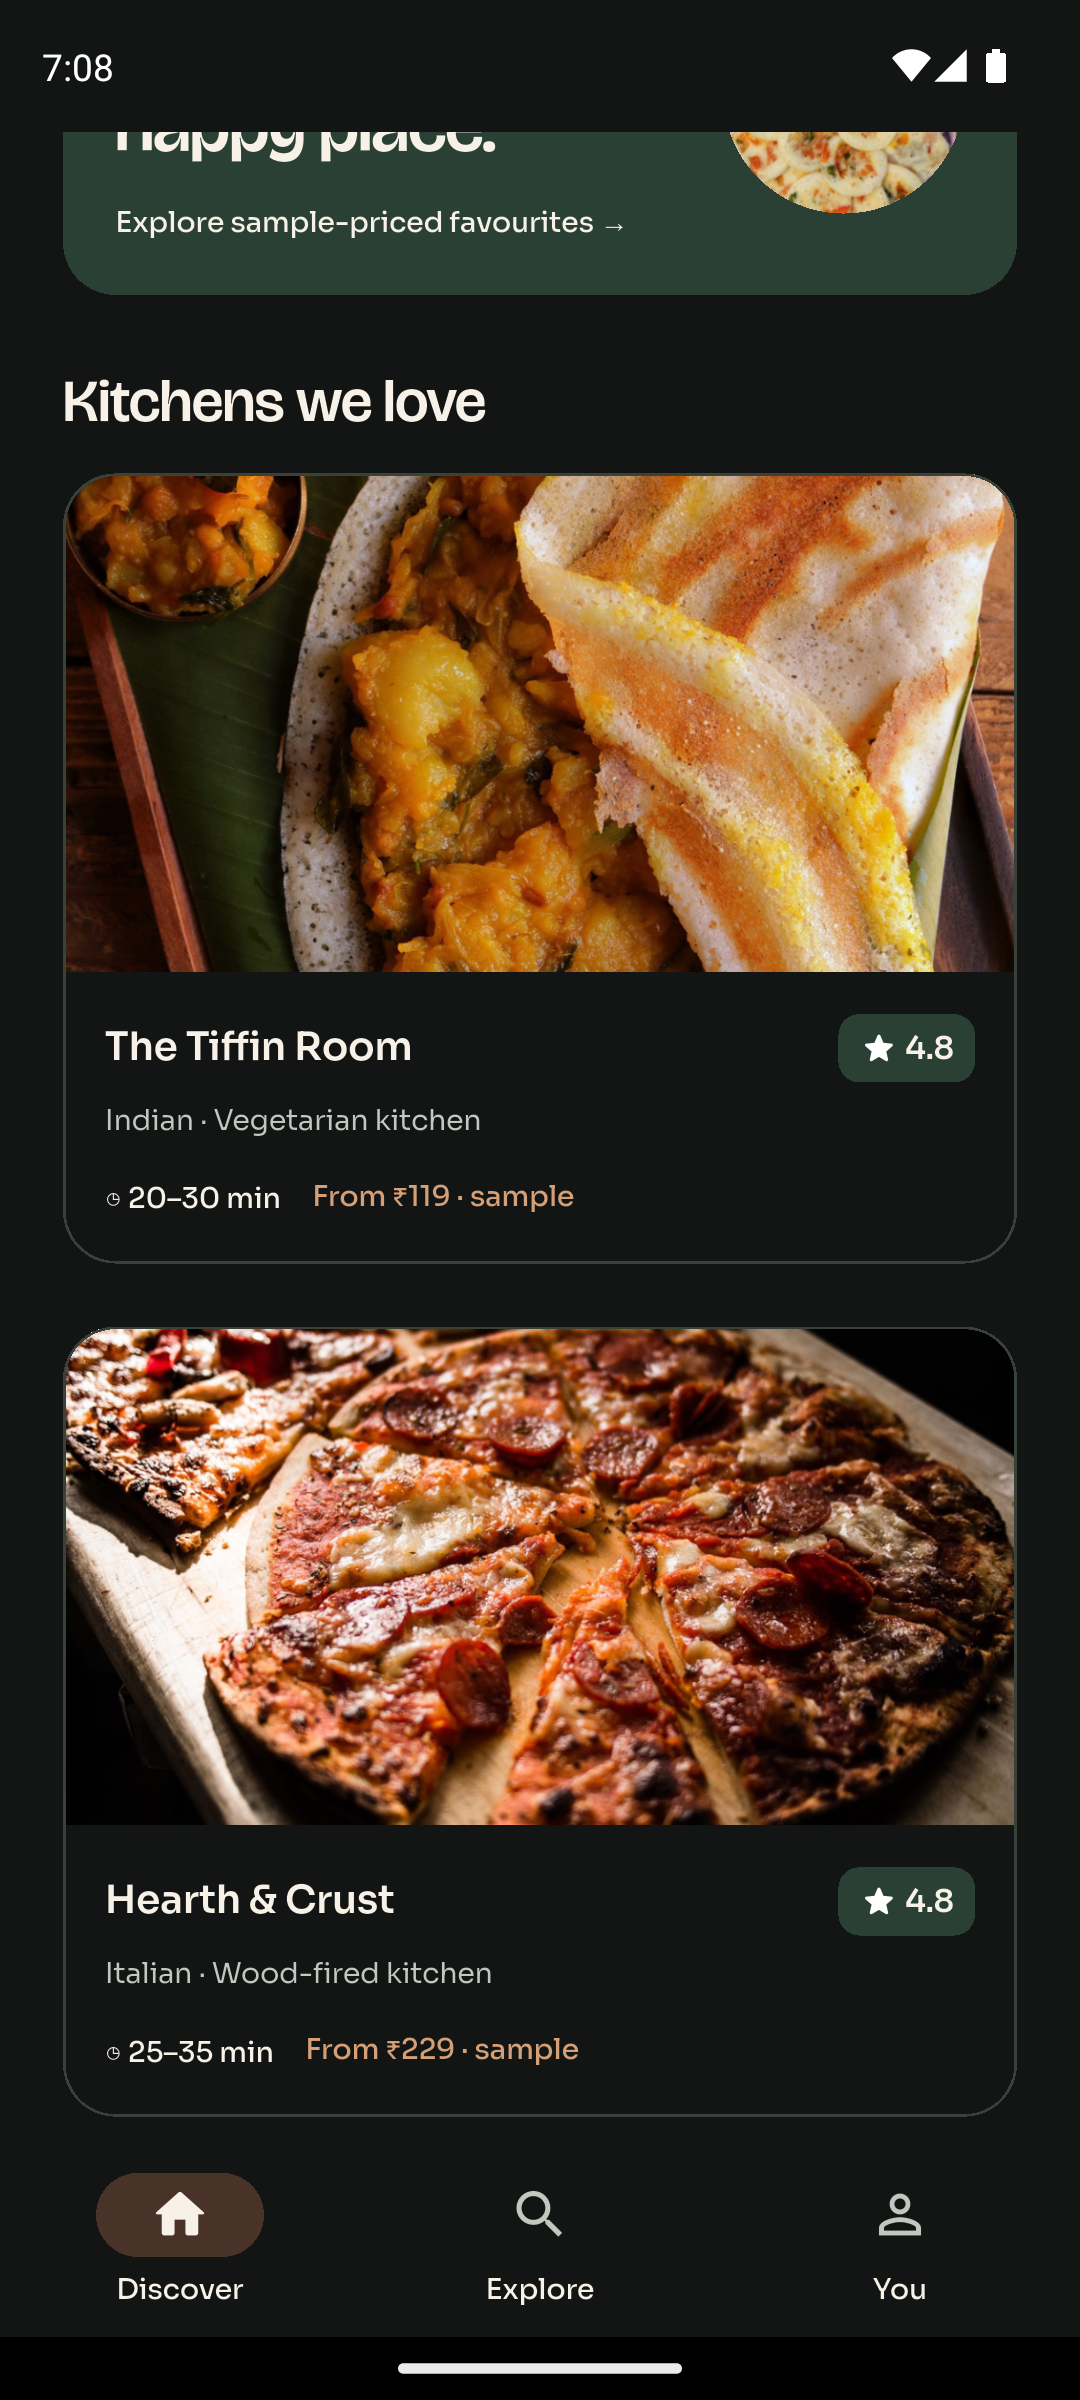 7:08
happy place.
Explore sample-priced favourites →
Kitchens we love
The Tiffin Room
★ 4.8
Indian · Vegetarian kitchen
◷ 20–30 min From ₹119 · sample
Hearth & Crust
★ 4.8
Italian · Wood-fired kitchen
◷ 25–35 min From ₹229 · sample
Discover Explore You